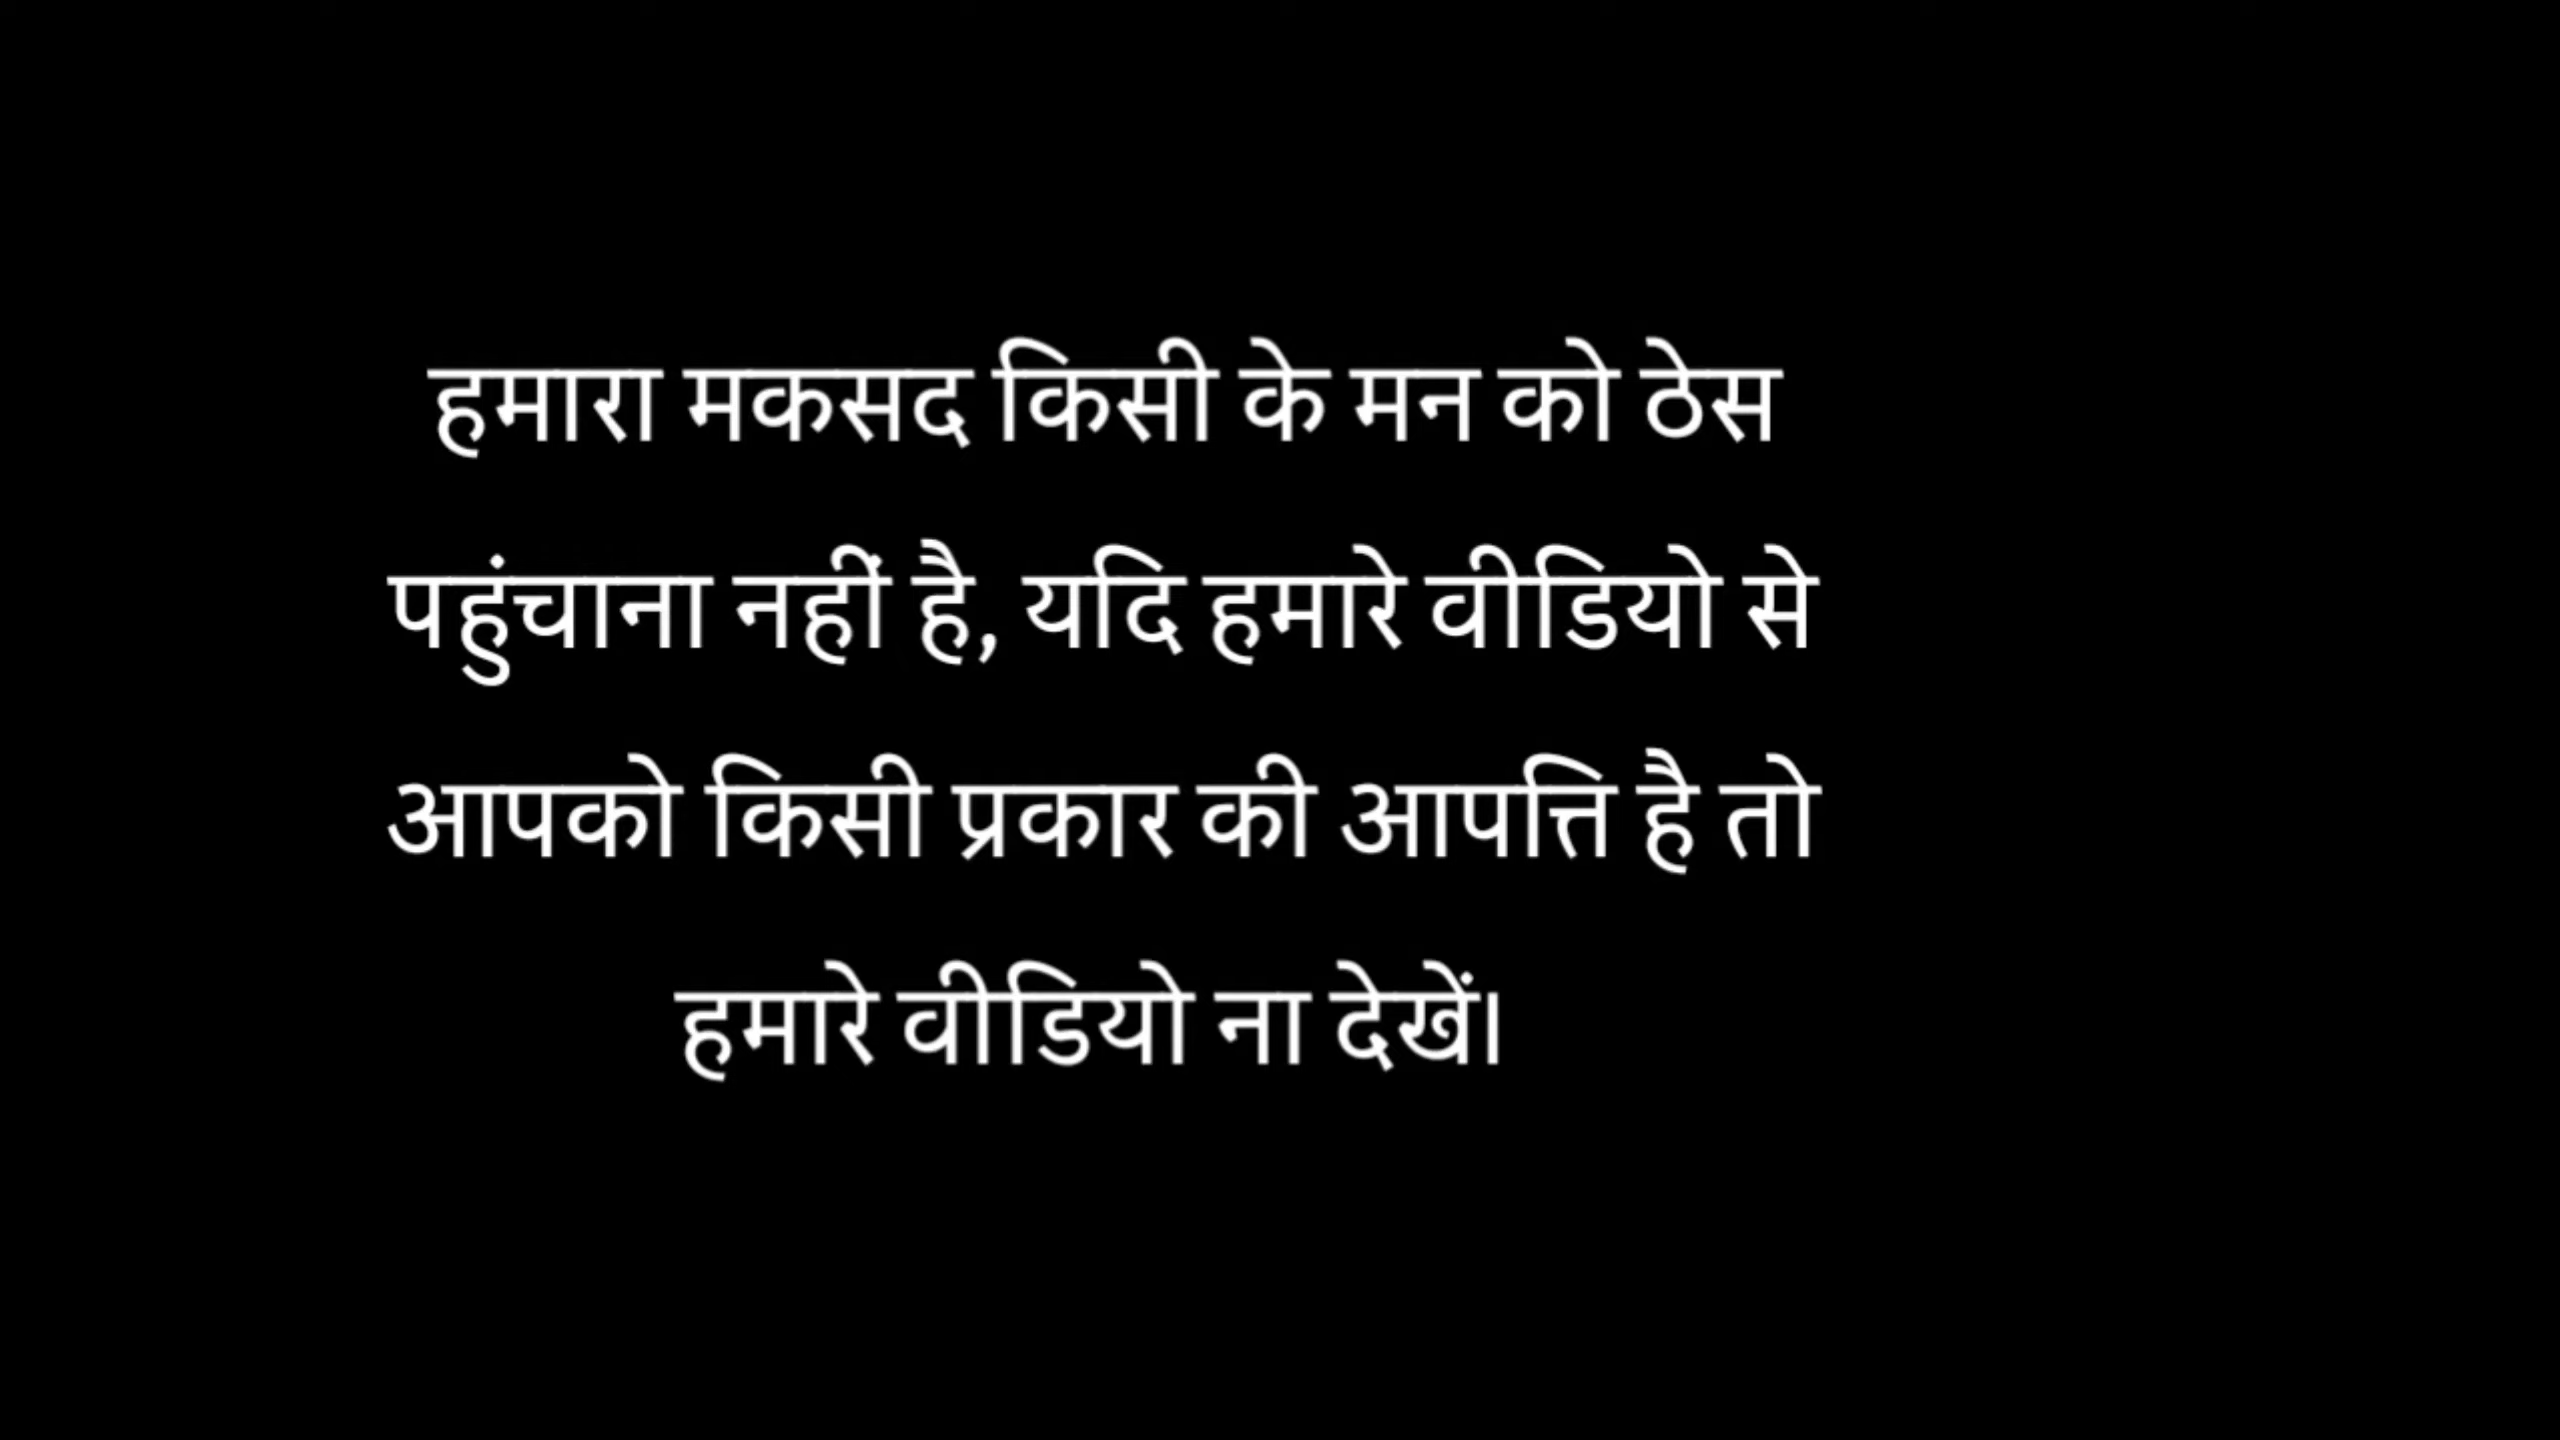 हमारा मकसद किसी के मन को ठेस
पहुंचाना नहीं है, यदि हमारे वीडियो से
आपको किसी प्रकार की आपत्ति है तो
हमारे वीडियो ना देखें।